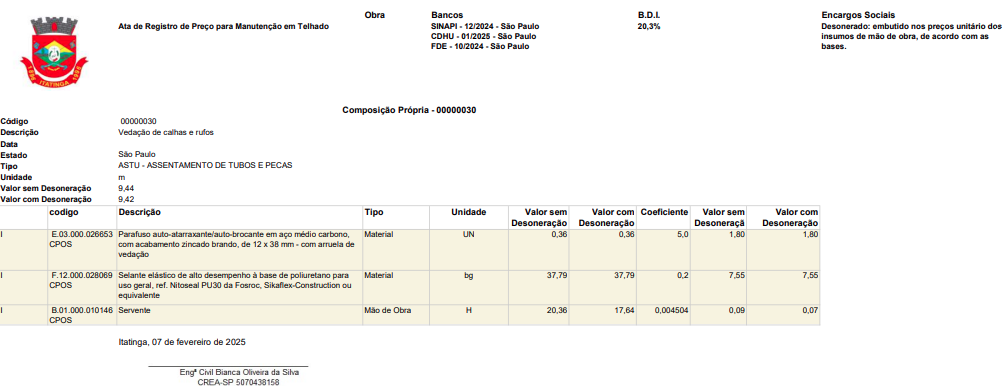 Obra Bancos B.D.I. Encargos Sociais
Ata de Registro de Preço para Manutenção em Telhado SINAPI - 12/2024 - São Paulo 20,3% Desonerado: embutido nos preços unitário dos
CDHU - 01/2025 - São Paulo insumos de mão de obra, de acordo com as
FDE - 10/2024 - São Paulo bases.
ITATINGA
Composição Própria - 00000030
Código 00000030
Descrição Vedação de calhas e rufos
Data
Estado São Paulo
Tipo ASTU - ASSENTAMENTO DE TUBOS E PECAS
Unidade m
Valor sem Desoneração 9,44
Valor com Desoneração 9,42
codigo Descrição Tipo Unidade Valor sem Valor com Coeficiente Valor sem Valor com
Desoneração Desoneração Desoneraçã Desoneração
I E.03.000.026653 Parafuso auto-atarraxante/auto-brocante em aço médio carbono, Material UN 0,36 0,36 5,0 1,80 1,80
CPOS com acabamento zincado brando, de 12 x 38 mm - com arruela de
vedação
I F.12.000.028069 Selante elástico de alto desempenho à base de poliuretano para Material bg 37,79 37,79 0,2 7,55 7,55
CPOS uso geral, ref. Nitoseal PU30 da Fosroc, Sikaflex-Construction ou
equivalente
I B.01.000.010146 Servente Mão de Obra H 20,36 17,64 0,004504 0,09 0,07
CPOS
Itatinga, 07 de fevereiro de 2025
Engª Civil Bianca Oliveira da Silva
CREA-SP 5070438158